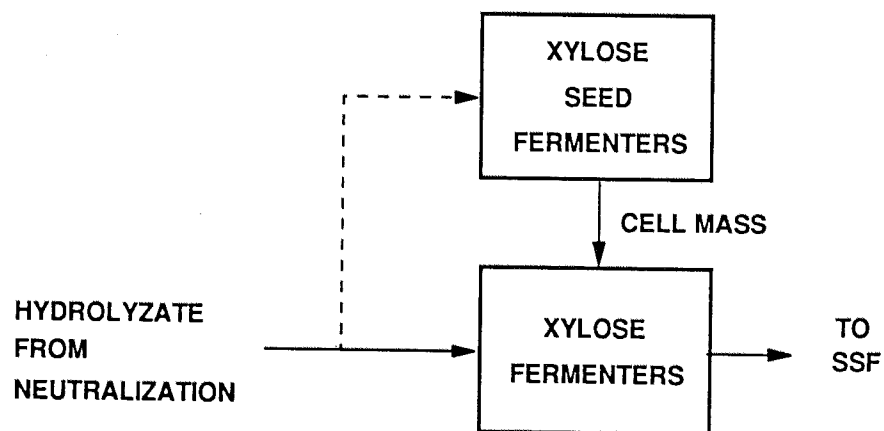 XYLOSE
SEED
FERMENTERS
CELL MASS
HYDROLYZATE
FROM
NEUTRALIZATION
XYLOSE
FERMENTERS
TO
SSF